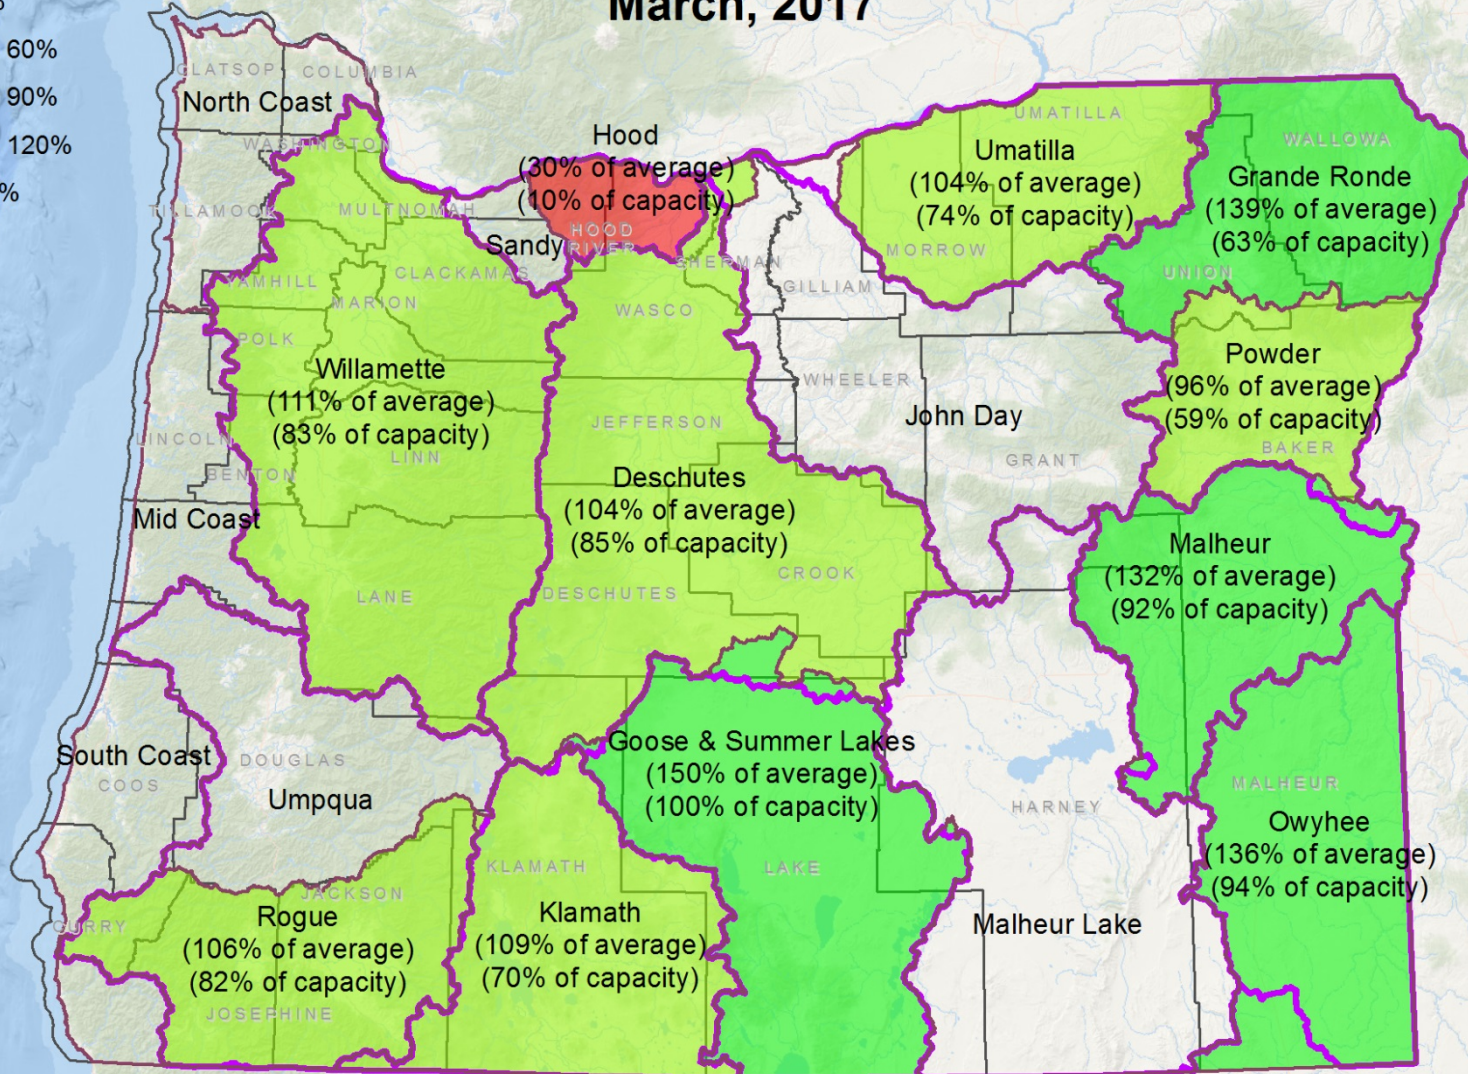 March, 2017
60%
90%
120%
%
CLATSOP
COLUMBIA
North Coast
WASHINGTON
TILLAMOOK
MULTNOMAH
Hood
(30% of average)
(10% of capacity)
HOOD
RIVER
Sandy
CLACKAMAS
YAMHILL
MARION
POLK
SHERMAN
WASCO
GILLIAM
UMATILLA
Umatilla
(104% of average)
(74% of capacity)
MORROW
WALLOWA
Grande Ronde
(139% of average)
(63% of capacity)
UNION
Willamette
(111% of average)
(83% of capacity)
LINN
LINCOLN
BENTON
Mid Coast
JEFFERSON
WHEELER
John Day
GRANT
Powder
(96% of average)
(59% of capacity)
BAKER
Deschutes
(104% of average)
(85% of capacity)
CROOK
DESCHUTES
LANE
Malheur
(132% of average)
(92% of capacity)
South Coast
COOS
DOUGLAS
Umpqua
Goose & Summer Lakes
(150% of average)
(100% of capacity)
LAKE
HARNEY
Malheur Lake
MALHEUR
Owyhee
(136% of average)
(94% of capacity)
KLAMATH
Klamath
(109% of average)
(70% of capacity)
JACKSON
CURRY
Rogue
(106% of average)
(82% of capacity)
JOSEPHINE